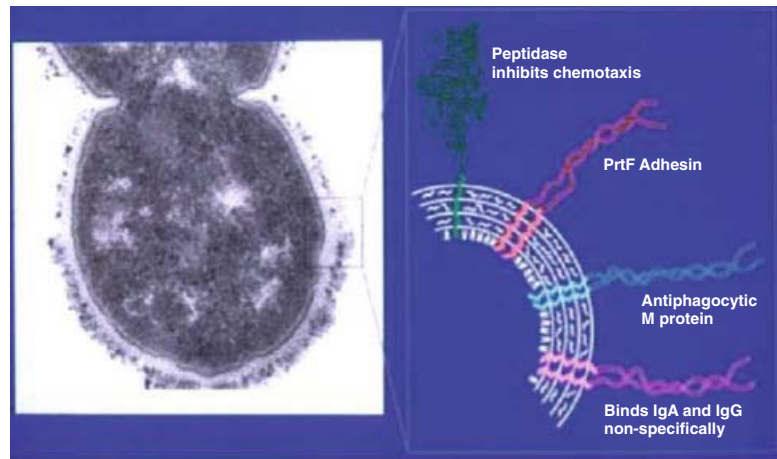 Peptidase
inhibits chemotaxis
PrtF Adhesin
Antiphagocytic
M protein
Binds IgA and IgG
non-specifically